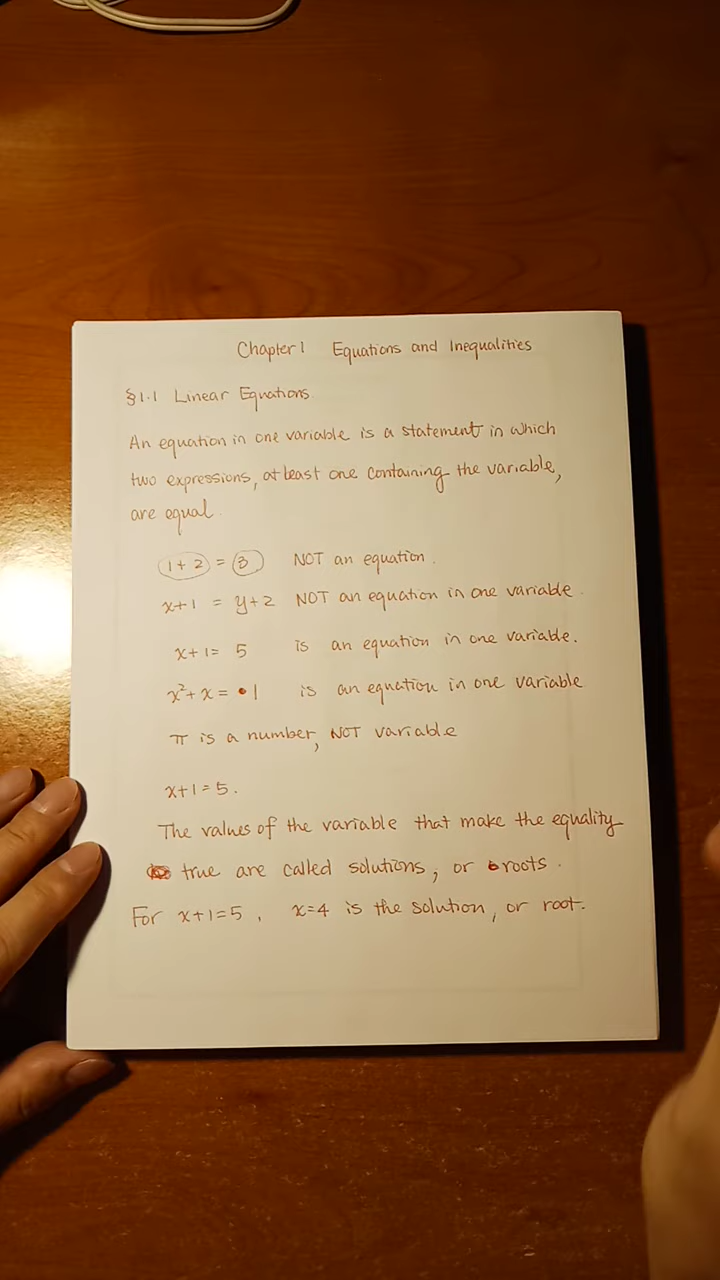 Chapter 1 Equations and Inequalities
§1.1 Linear Equations
An equation in one variable is a statement in which
two expressions, at least one containing the variable,
are equal.
1 + 2 = 3 NOT an equation.
x+1 = y+2 NOT an equation in one variable.
x+1= 5 is an equation in one variable.
x²+x = 1 is an equation in one variable
π is a number, NOT variable
x+1=5.
The values of the variable that make the equality
true are called solutions, or roots.
For x+1=5, x=4 is the solution, or root.